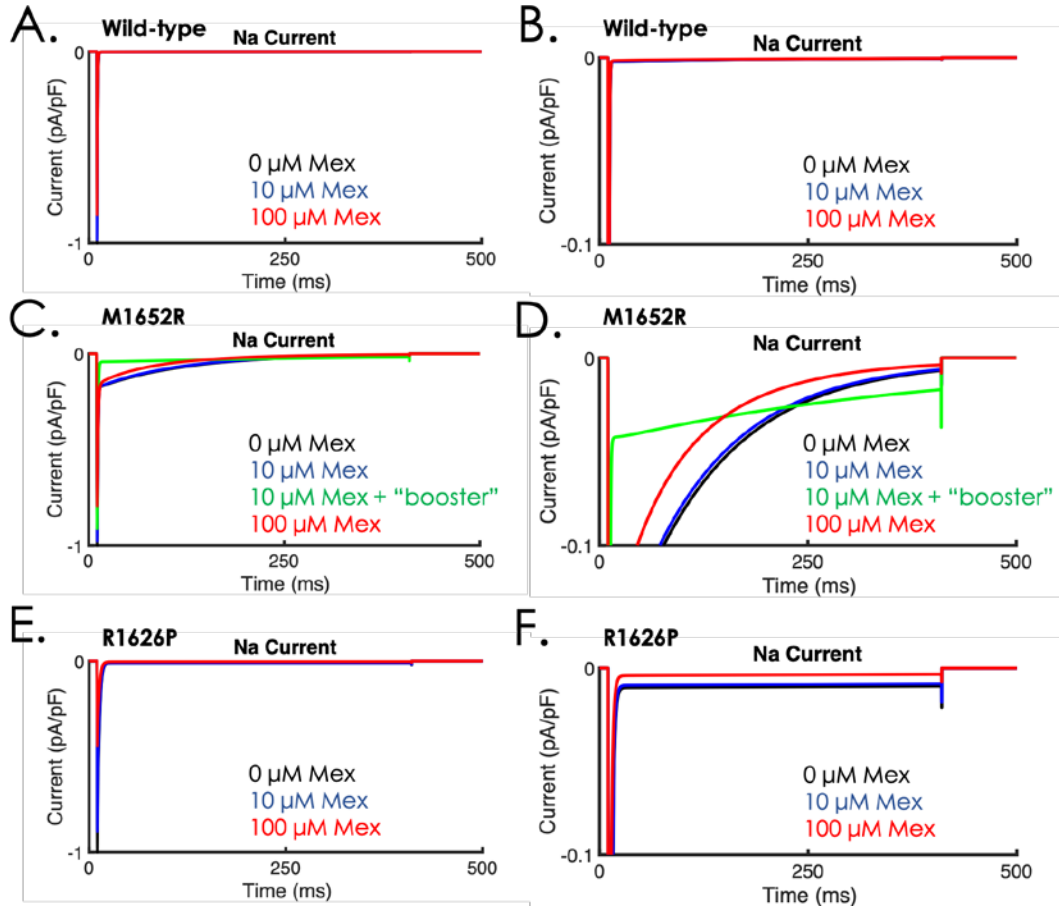 A. Wild-type
Na Current
0
-1
Current (pA/pF)
0 µM Mex
10 µM Mex
100 µM Mex
0 250 500
Time (ms)
B. Wild-type
Na Current
0
-0.1
Current (pA/pF)
0 µM Mex
10 µM Mex
100 µM Mex
0 250 500
Time (ms)
C. M1652R
Na Current
0
-1
Current (pA/pF)
0 µM Mex
10 µM Mex
10 µM Mex + “booster”
100 µM Mex
0 250 500
Time (ms)
D. M1652R
Na Current
0
-0.1
Current (pA/pF)
0 µM Mex
10 µM Mex
10 µM Mex + “booster”
100 µM Mex
0 250 500
Time (ms)
E. R1626P
Na Current
0
-1
Current (pA/pF)
0 µM Mex
10 µM Mex
100 µM Mex
0 250 500
Time (ms)
F. R1626P
Na Current
0
-0.1
Current (pA/pF)
0 µM Mex
10 µM Mex
100 µM Mex
0 250 500
Time (ms)